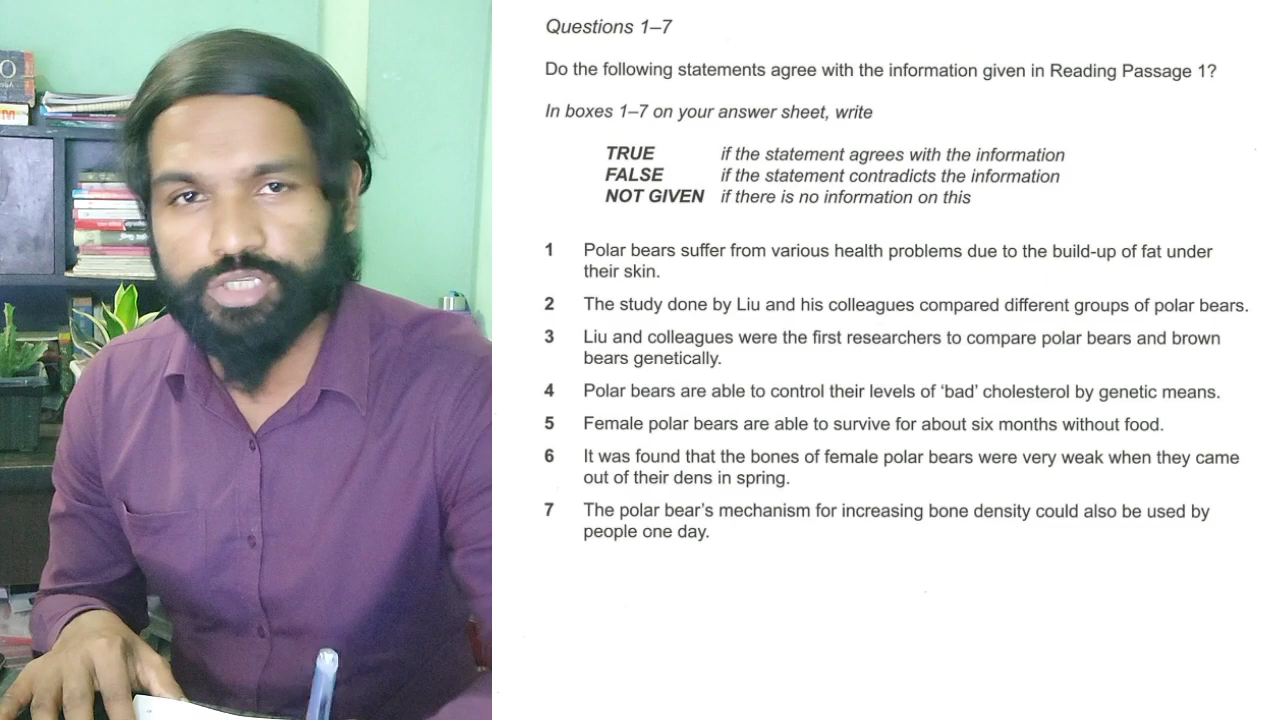 Questions 1–7
Do the following statements agree with the information given in Reading Passage 1?
In boxes 1–7 on your answer sheet, write
TRUE if the statement agrees with the information
FALSE if the statement contradicts the information
NOT GIVEN if there is no information on this
1 Polar bears suffer from various health problems due to the build-up of fat under
their skin.
2 The study done by Liu and his colleagues compared different groups of polar bears.
3 Liu and colleagues were the first researchers to compare polar bears and brown
bears genetically.
4 Polar bears are able to control their levels of ‘bad’ cholesterol by genetic means.
5 Female polar bears are able to survive for about six months without food.
6 It was found that the bones of female polar bears were very weak when they came
out of their dens in spring.
7 The polar bear’s mechanism for increasing bone density could also be used by
people one day.